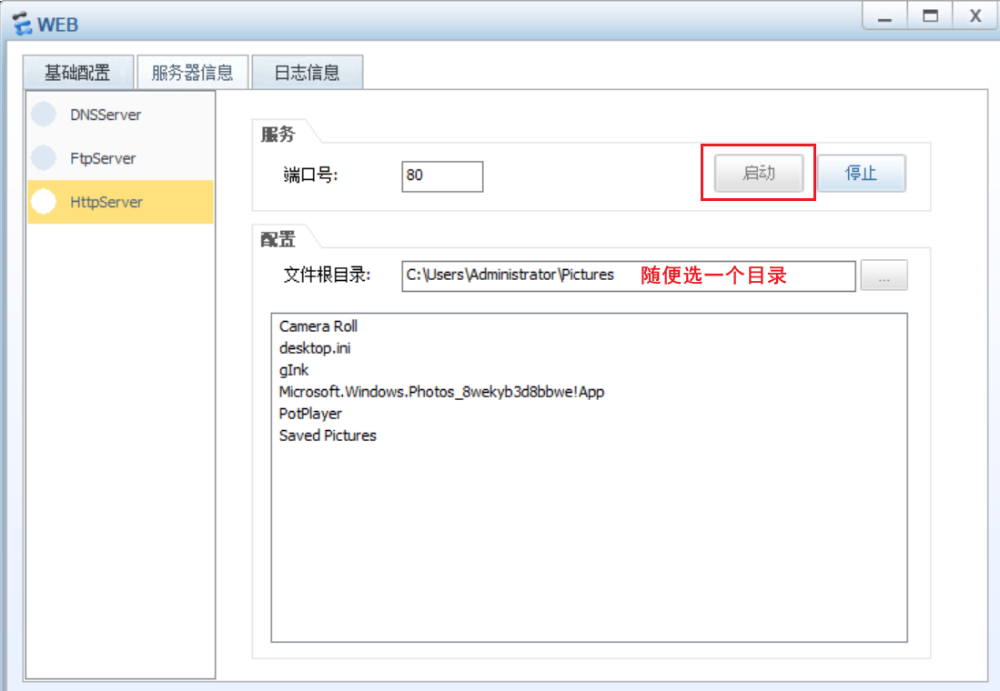 WEB
基础配置 服务器信息 日志信息
DNSServer
FtpServer
HttpServer
服务
端口号: 80 启动 停止
配置
文件根目录: C:\Users\Administrator\Pictures 随便选一个目录 ...
Camera Roll
desktop.ini
gInk
Microsoft.Windows.Photos_8wekyb3d8bbwe!App
PotPlayer
Saved Pictures